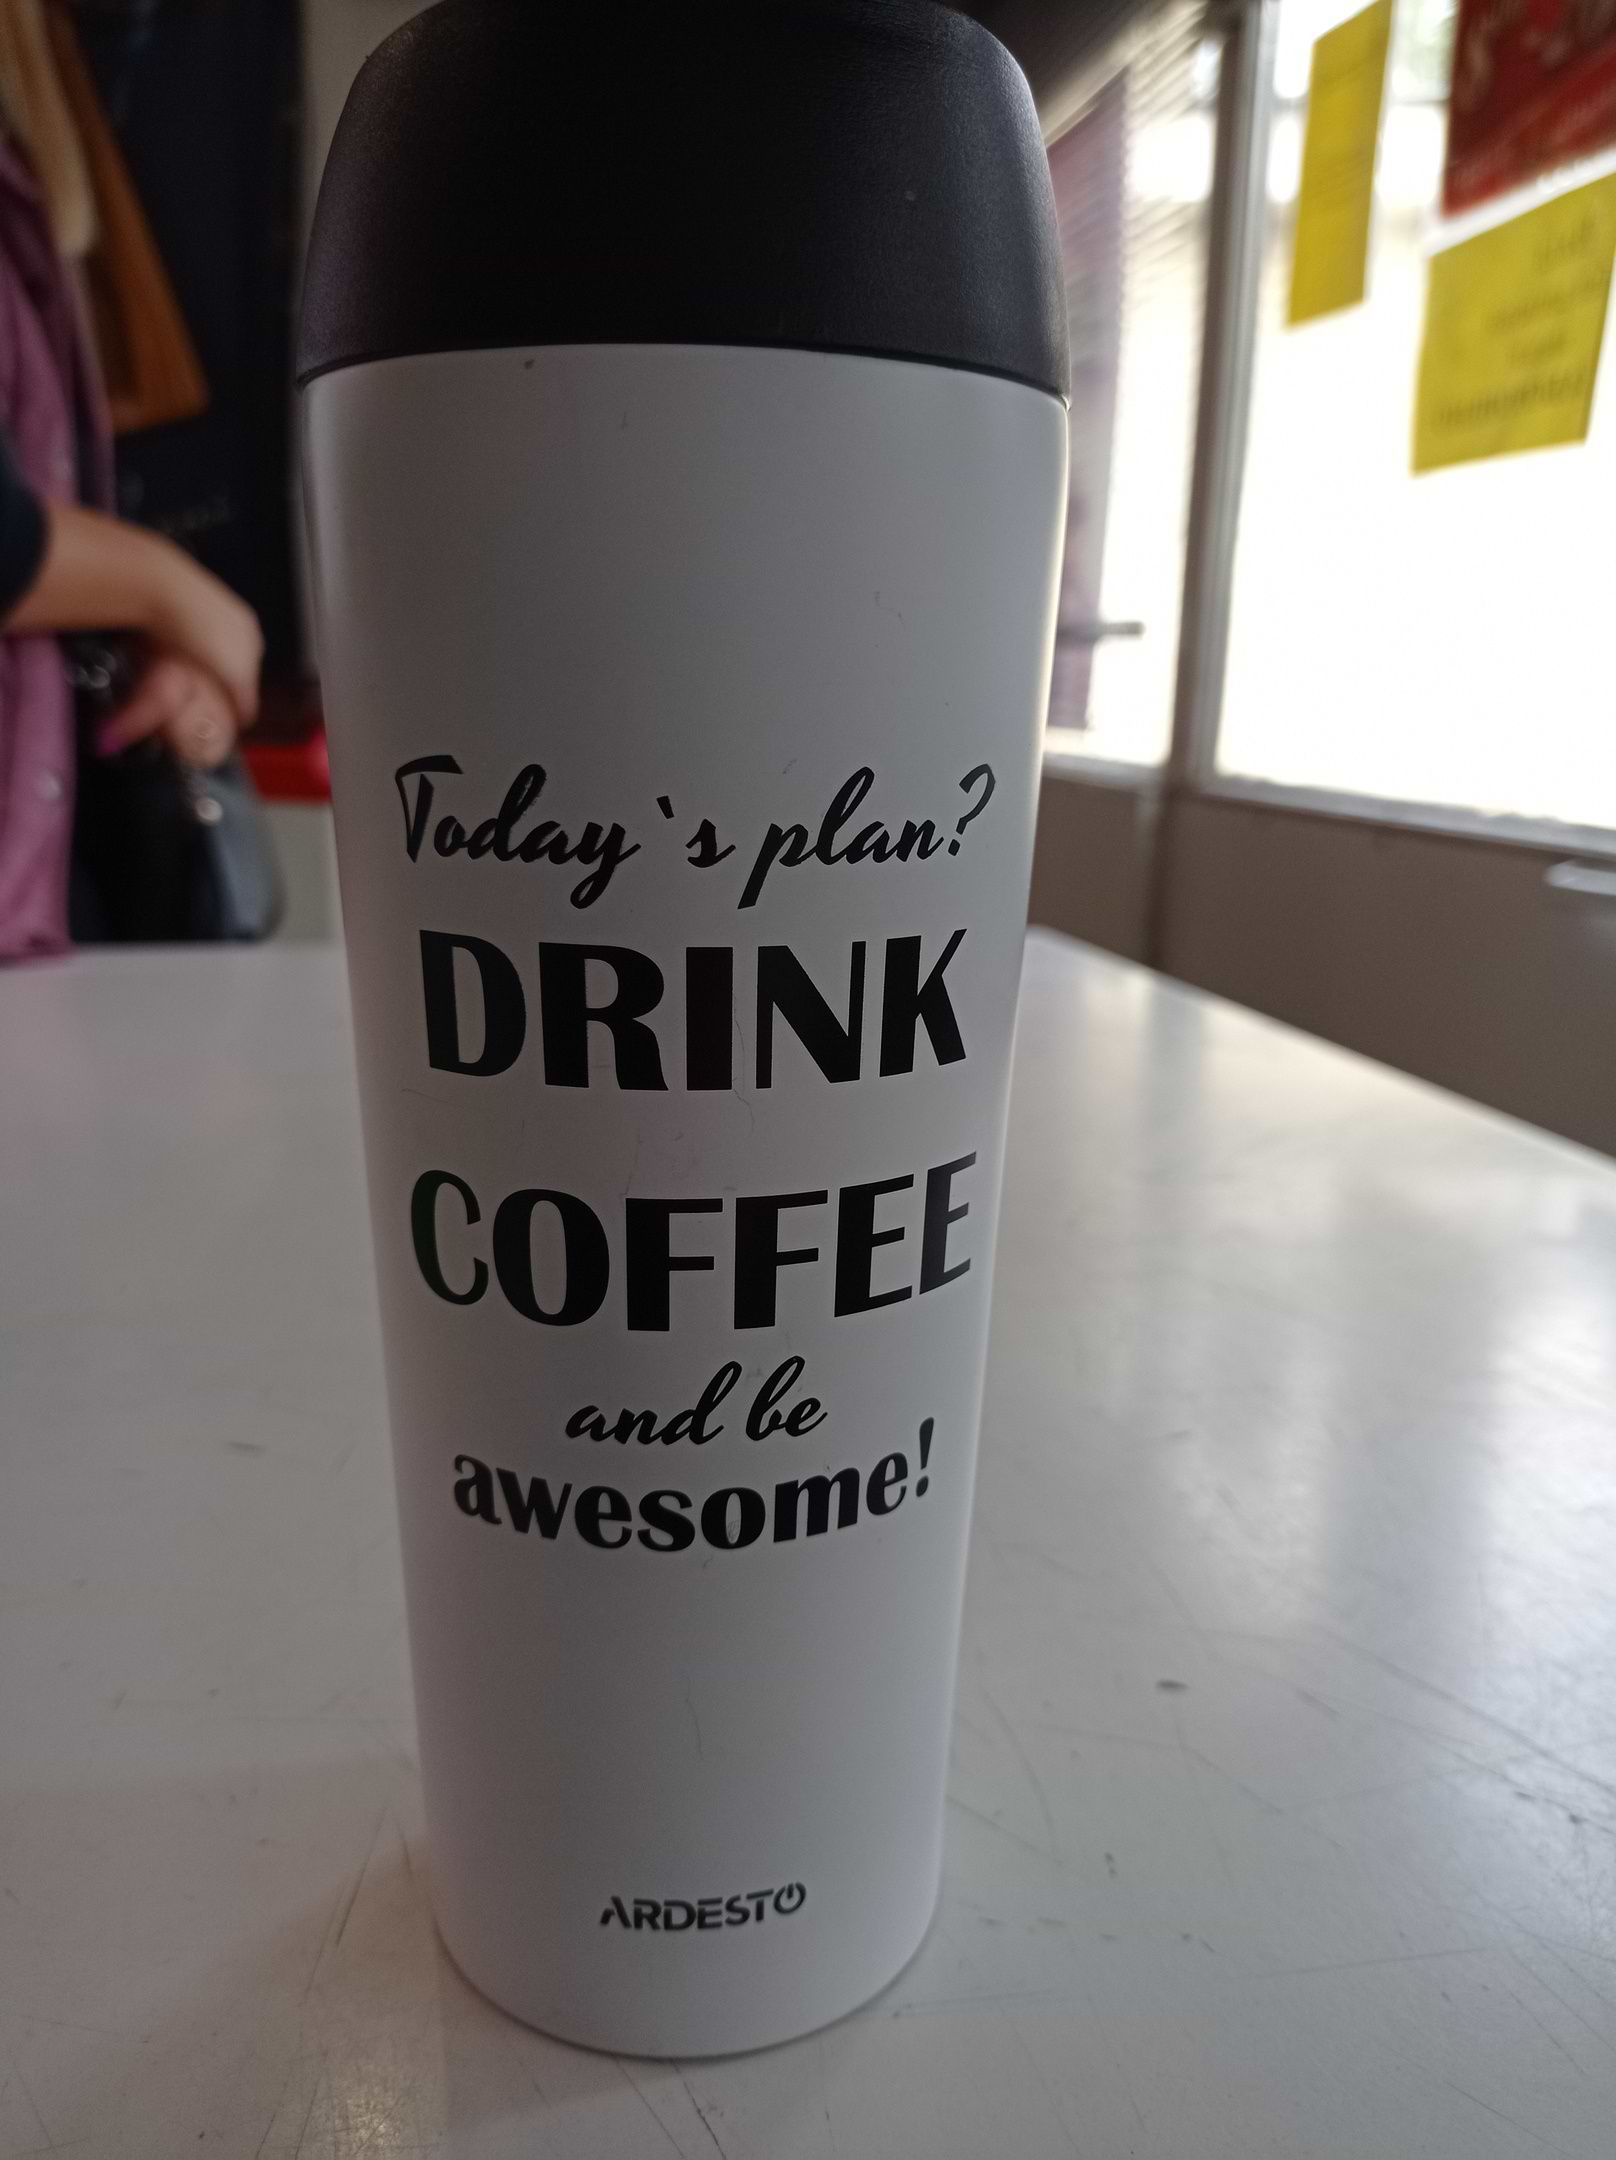 Today`s plan?
DRINK
COFFEE
and be
awesome!
ARDESTO